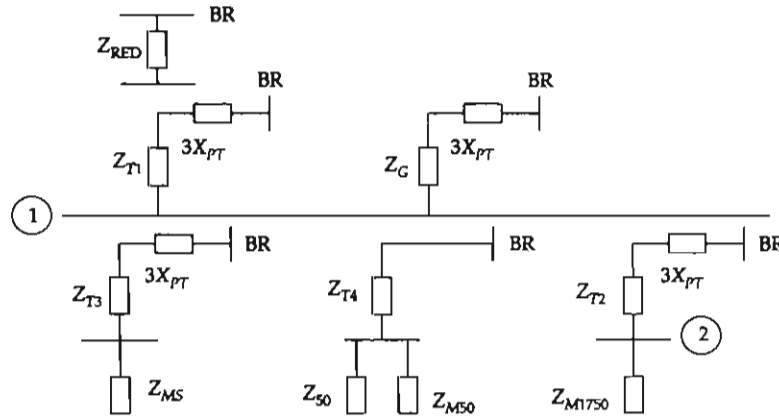 BR
Z_RED
BR
BR
3X_PT
3X_PT
Z_T1
Z_G
1
BR
BR
BR
3X_PT
3X_PT
Z_T3
Z_T4
Z_T2
2
Z_MS
Z_50
Z_M50
Z_M1750